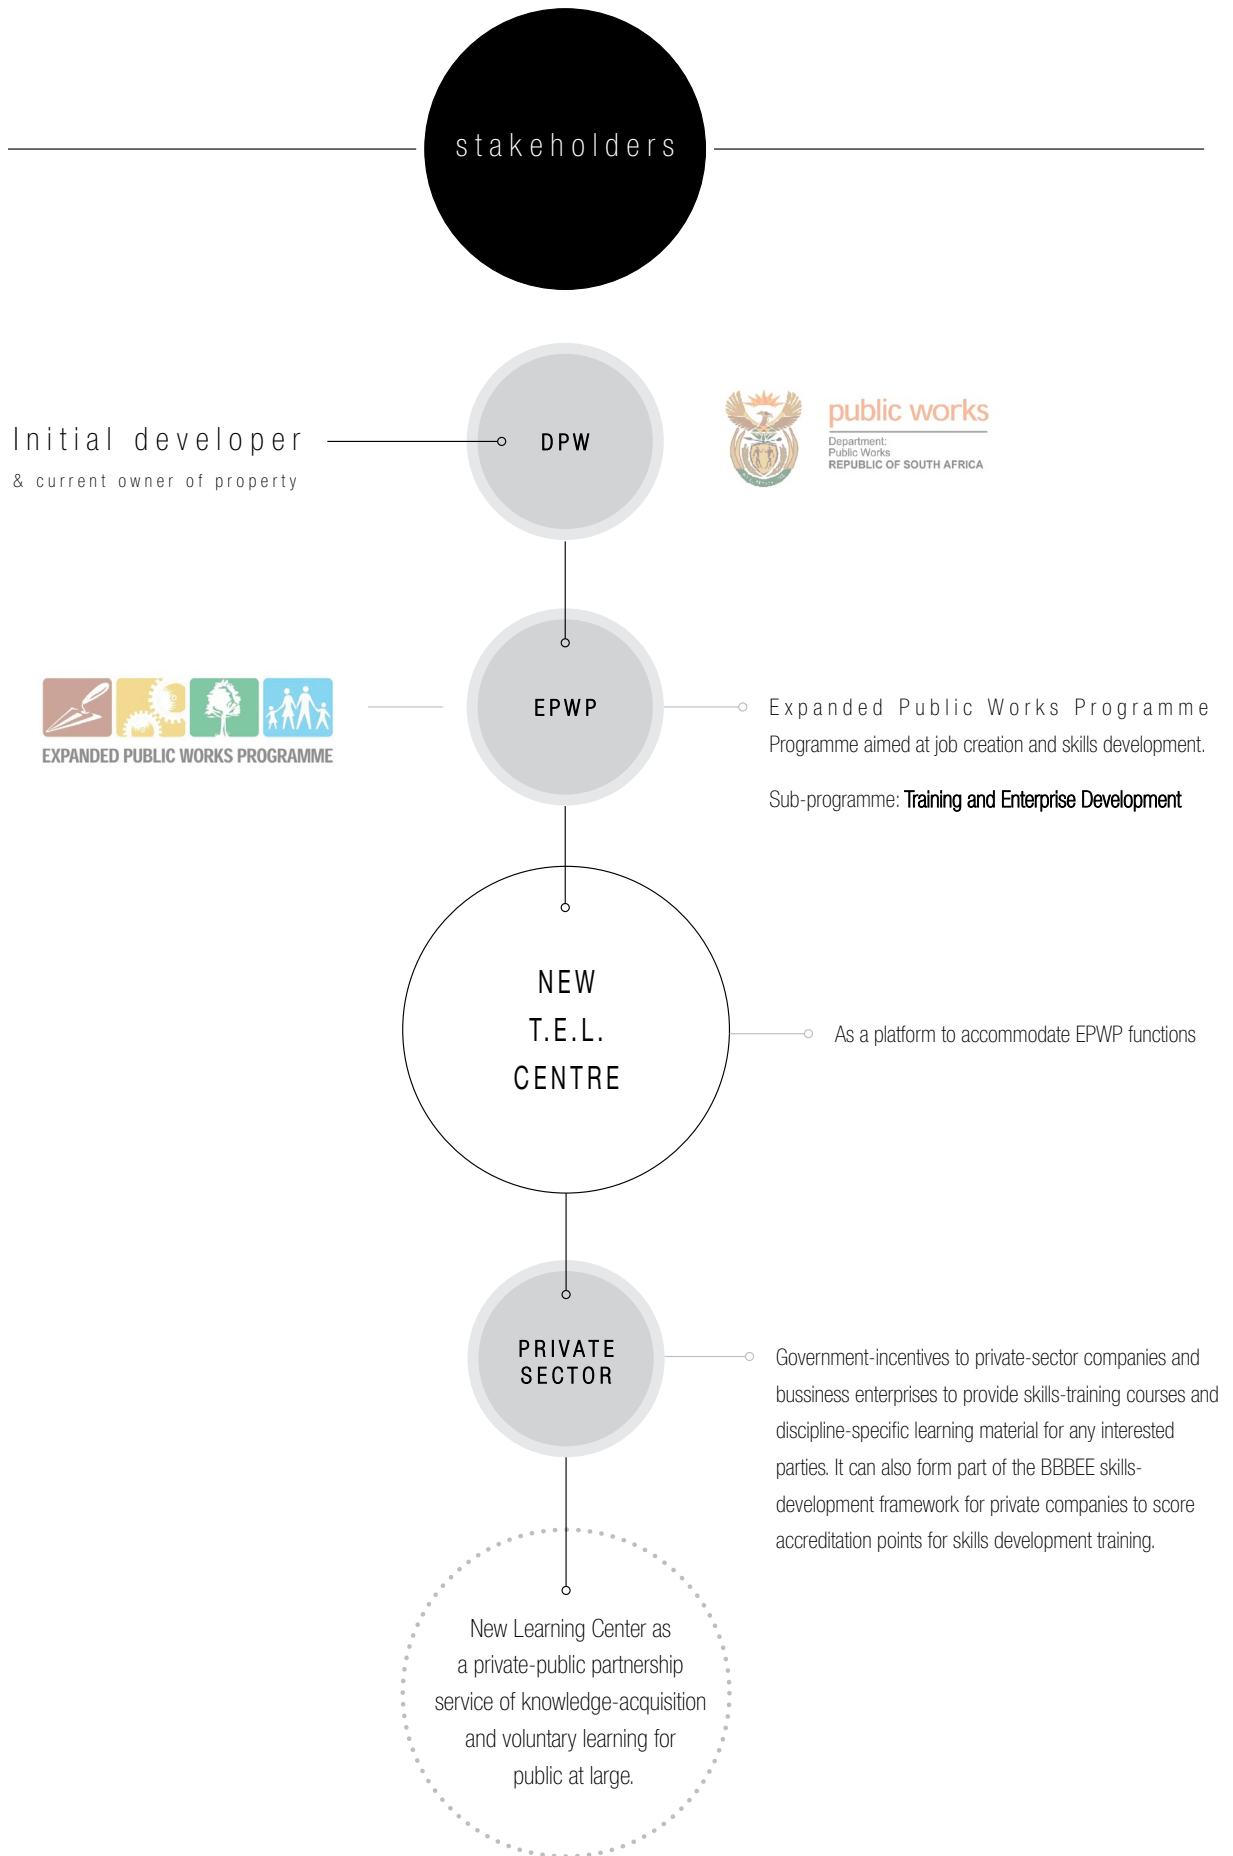 stakeholders
Initial developer
& current owner of property
DPW
public works
Department:
Public Works
REPUBLIC OF SOUTH AFRICA
EXPANDED PUBLIC WORKS PROGRAMME
EPWP
Expanded Public Works Programme
Programme aimed at job creation and skills development.
Sub-programme: Training and Enterprise Development
NEW
T.E.L.
CENTRE
As a platform to accommodate EPWP functions
PRIVATE
SECTOR
Government-incentives to private-sector companies and
bussiness enterprises to provide skills-training courses and
discipline-specific learning material for any interested
parties. It can also form part of the BBBEE skills-
development framework for private companies to score
accreditation points for skills development training.
New Learning Center as
a private-public partnership
service of knowledge-acquisition
and voluntary learning for
public at large.